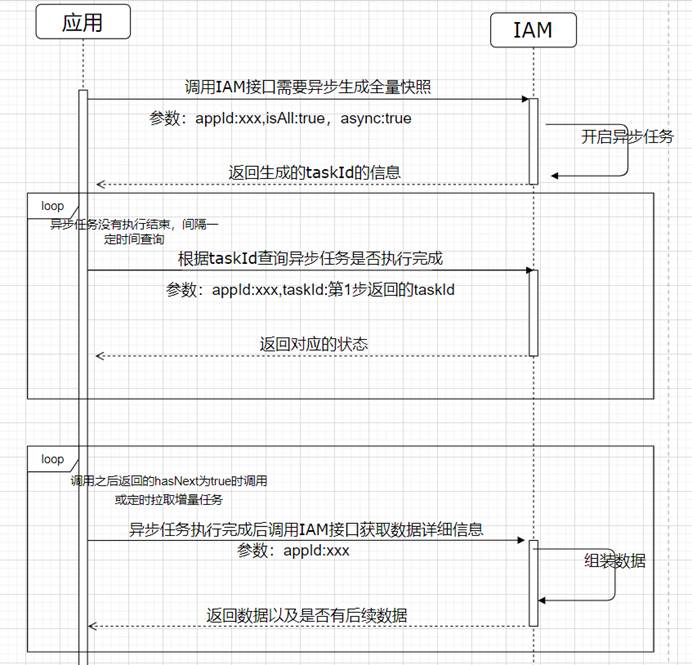 应用
IAM
调用IAM接口需要异步生成全量快照
参数：appId:xxx,isAll:true，async:true
开启异步任务
返回生成的taskId的信息
loop
异步任务没有执行结束，间隔一
定时间查询
根据taskId查询异步任务是否执行完成
参数：appId:xxx,taskId:第1步返回的taskId
返回对应的状态
loop
调用之后返回的hasNext为true时调用
或定时拉取增量任务
异步任务执行完成后调用IAM接口获取数据详细信息
参数：appId:xxx
组装数据
返回数据以及是否有后续数据